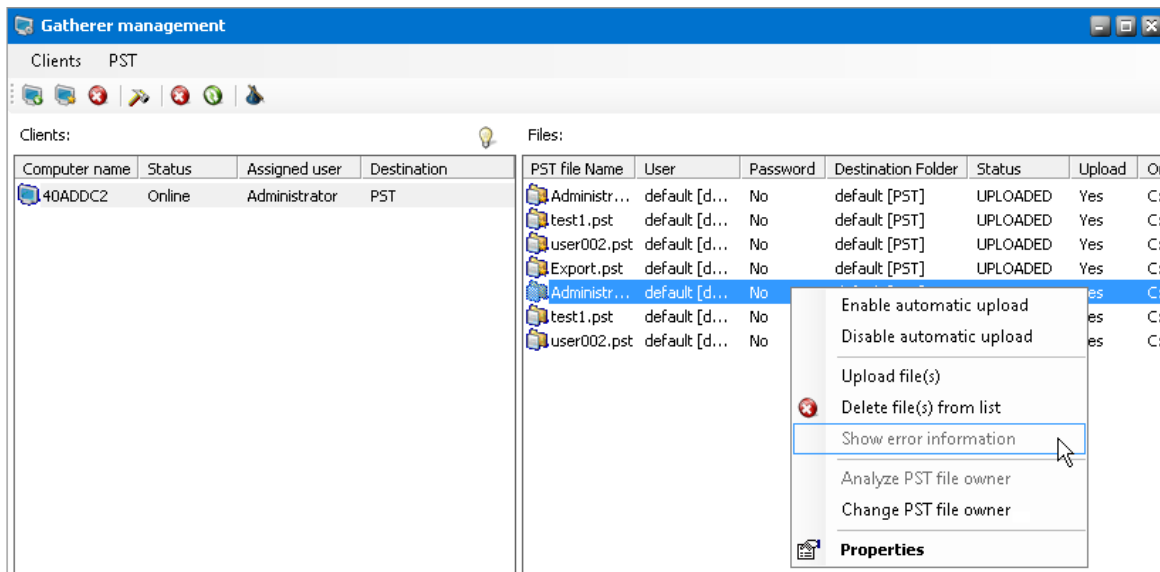 Gatherer management
Clients PST
Clients:
Computer name Status Assigned user Destination
40ADDC2 Online Administrator PST
Files:
PST file Name User Password Destination Folder Status Upload
Administr... default [d... No default [PST] UPLOADED Yes C:
test1.pst default [d... No default [PST] UPLOADED Yes C:
user002.pst default [d... No default [PST] UPLOADED Yes C:
Export.pst default [d... No default [PST] UPLOADED Yes C:
Administr... default [d... No C:
test1.pst default [d... No C:
user002.pst default [d... No C:
Enable automatic upload
Disable automatic upload
Upload file(s)
Delete file(s) from list
Show error information
Analyze PST file owner
Change PST file owner
Properties